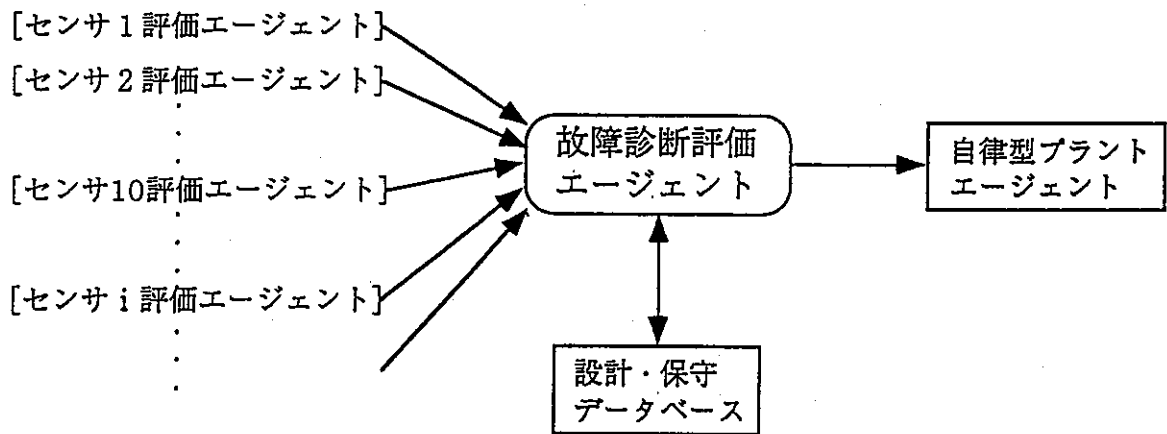 [センサ1評価エージェント]
[センサ2評価エージェント]
[センサ10評価エージェント]
[センサi評価エージェント]
故障診断評価
エージェント
自律型プラント
エージェント
設計・保守
データベース